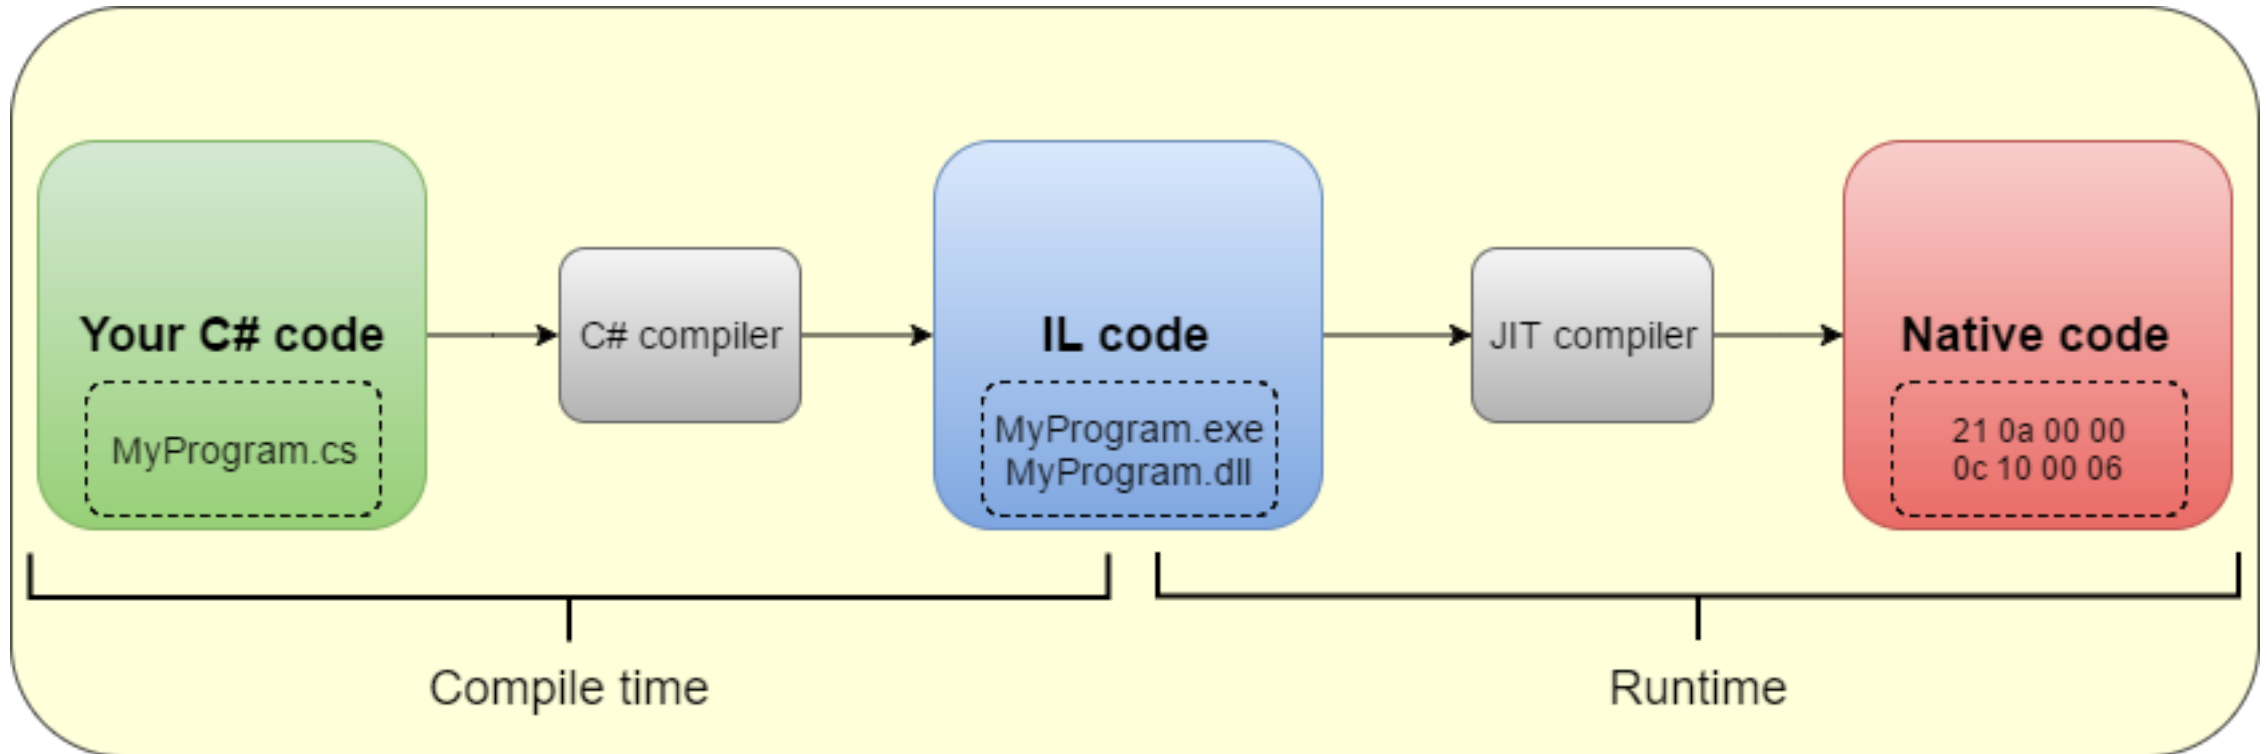 Your C# code
MyProgram.cs
C# compiler
IL code
MyProgram.exe
MyProgram.dll
JIT compiler
Native code
21 0a 00 00
0c 10 00 06
Compile time
Runtime